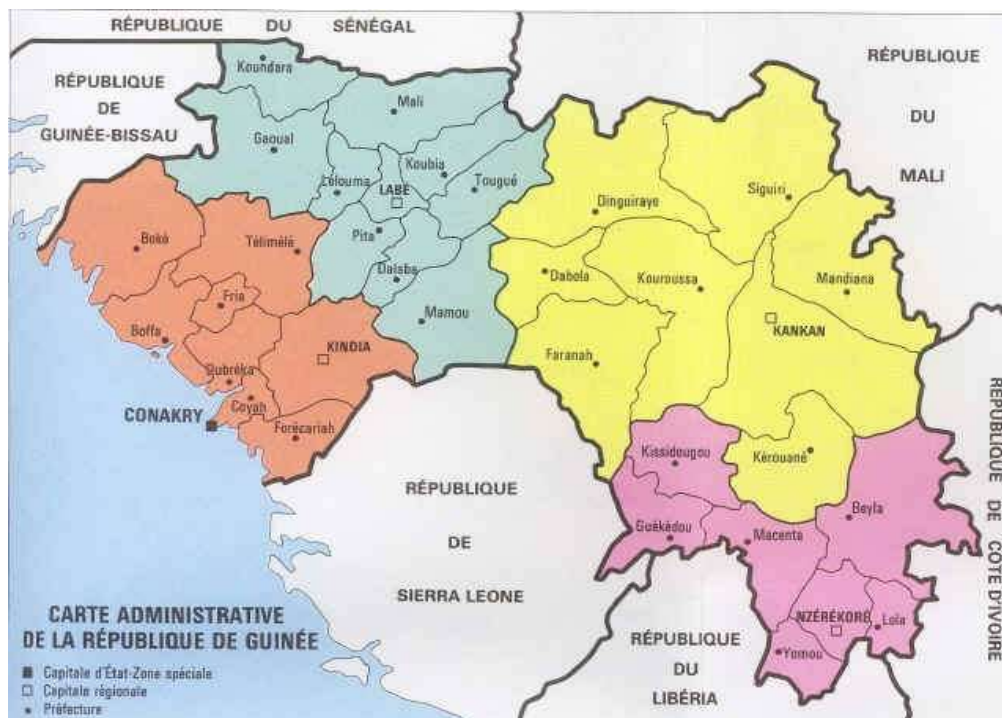 RÉPUBLIQUE DU SÉNÉGAL
RÉPUBLIQUE
DE
GUINÉE-BISSAU
RÉPUBLIQUE
DU
MALI
Koundara
Mali
Gaoual
Koubia
Lélouma
LABÉ
Tougué
Pita
Dalaba
Mamou
Boké
Télimélé
Fria
Boffa
KINDIA
Dubréka
Coyah
CONAKRY
Forécariah
Dinguiraye
Siguiri
Dabola
Kouroussa
Mandiana
KANKAN
Faranah
Kissidougou
Kérouané
Beyla
Guékédou
Macenta
NZÉRÉKORÉ
Lola
Yomou
RÉPUBLIQUE
DE
SIERRA LEONE
RÉPUBLIQUE
DU
LIBÉRIA
RÉPUBLIQUE DE CÔTE D'IVOIRE
CARTE ADMINISTRATIVE
DE LA RÉPUBLIQUE DE GUINÉE
Capitale d'État-Zone spéciale
Capitale régionale
Préfecture